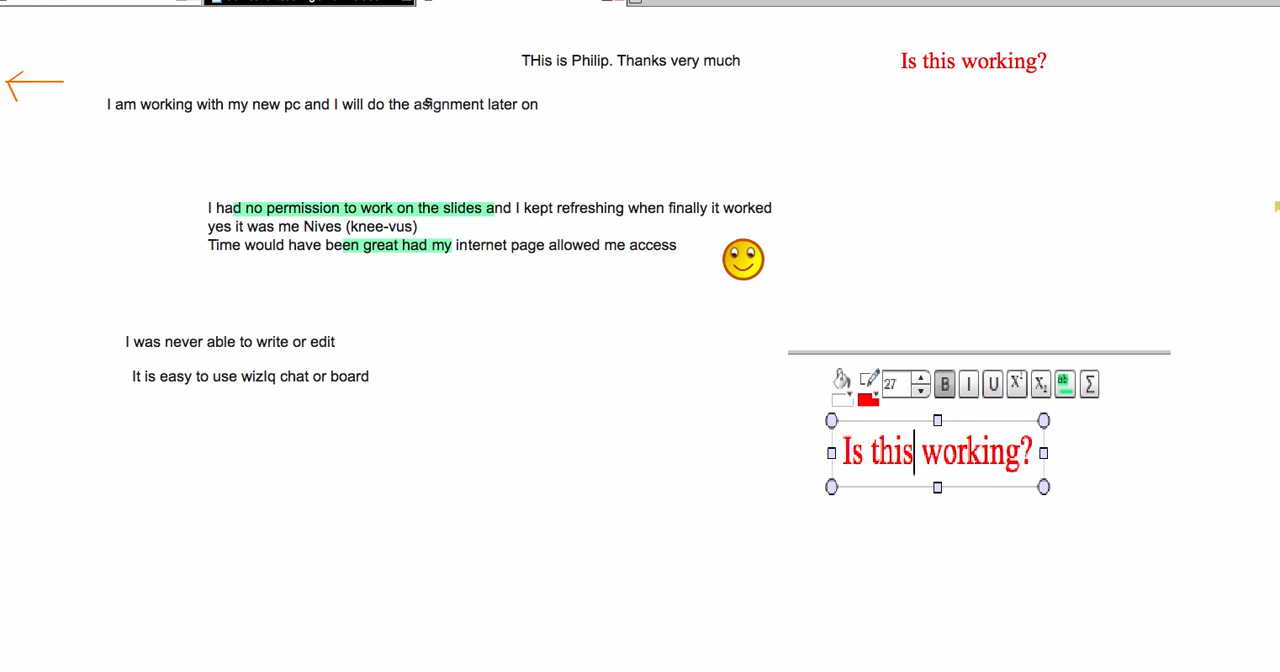 THis is Philip. Thanks very much
Is this working?
I am working with my new pc and I will do the asignment later on
s
I had no permission to work on the slides and I kept refreshing when finally it worked
yes it was me Nives (knee-vus)
Time would have been great had my internet page allowed me access
I was never able to write or edit
It is easy to use wizIq chat or board
27
B I U X² X₂ ab Σ
Is this working?